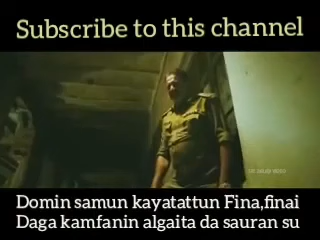 Subscribe to this channel
Domin samun kayatattun Fina,finai
Daga kamfanin algaita da sauran su